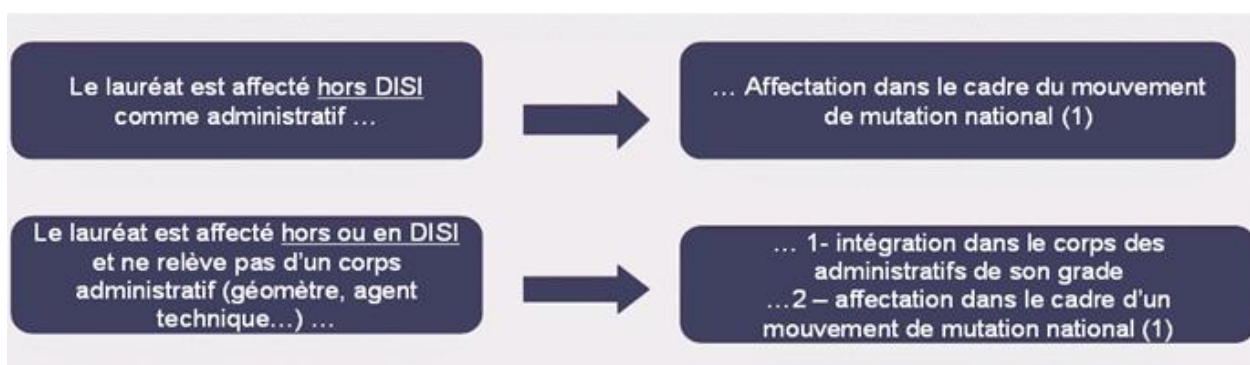 Le lauréat est affecté hors DISI
comme administratif ...
... Affectation dans le cadre du mouvement
de mutation national (1)
Le lauréat est affecté hors ou en DISI
et ne relève pas d'un corps
administratif (géomètre, agent
technique...) ...
... 1- intégration dans le corps des
administratifs de son grade
...2 – affectation dans le cadre d'un
mouvement de mutation national (1)